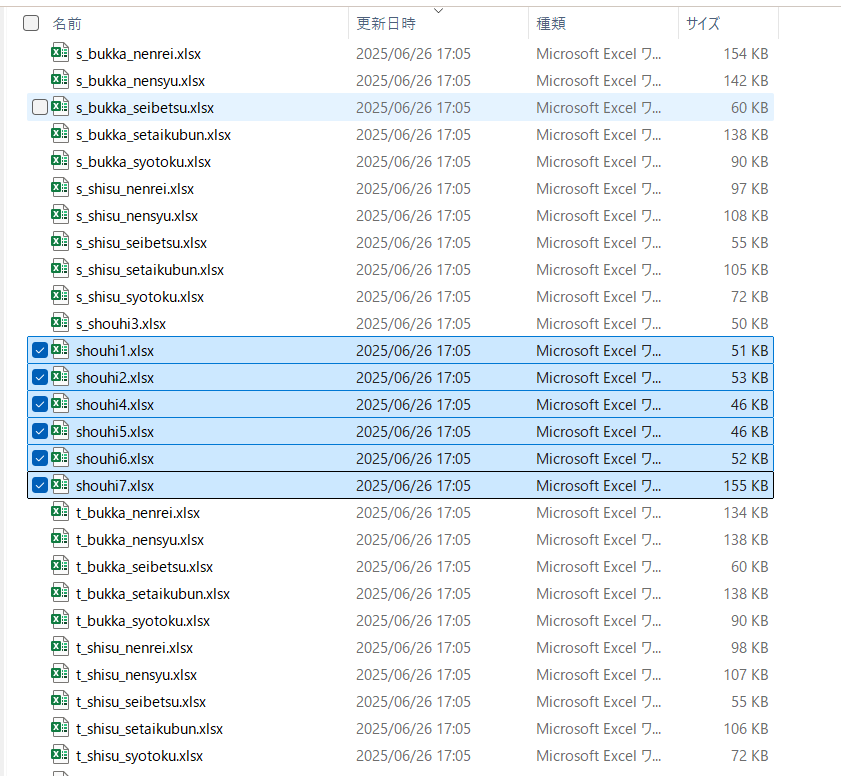 名前 更新日時 種類 サイズ
s_bukka_nenrei.xlsx 2025/06/26 17:05 Microsoft Excel ワ... 154 KB
s_bukka_nensyu.xlsx 2025/06/26 17:05 Microsoft Excel ワ... 142 KB
s_bukka_seibetsu.xlsx 2025/06/26 17:05 Microsoft Excel ワ... 60 KB
s_bukka_setaikubun.xlsx 2025/06/26 17:05 Microsoft Excel ワ... 138 KB
s_bukka_syotoku.xlsx 2025/06/26 17:05 Microsoft Excel ワ... 90 KB
s_shisu_nenrei.xlsx 2025/06/26 17:05 Microsoft Excel ワ... 97 KB
s_shisu_nensyu.xlsx 2025/06/26 17:05 Microsoft Excel ワ... 108 KB
s_shisu_seibetsu.xlsx 2025/06/26 17:05 Microsoft Excel ワ... 55 KB
s_shisu_setaikubun.xlsx 2025/06/26 17:05 Microsoft Excel ワ... 105 KB
s_shisu_syotoku.xlsx 2025/06/26 17:05 Microsoft Excel ワ... 72 KB
s_shouhi3.xlsx 2025/06/26 17:05 Microsoft Excel ワ... 50 KB
shouhi1.xlsx 2025/06/26 17:05 Microsoft Excel ワ... 51 KB
shouhi2.xlsx 2025/06/26 17:05 Microsoft Excel ワ... 53 KB
shouhi4.xlsx 2025/06/26 17:05 Microsoft Excel ワ... 46 KB
shouhi5.xlsx 2025/06/26 17:05 Microsoft Excel ワ... 46 KB
shouhi6.xlsx 2025/06/26 17:05 Microsoft Excel ワ... 52 KB
shouhi7.xlsx 2025/06/26 17:05 Microsoft Excel ワ... 155 KB
t_bukka_nenrei.xlsx 2025/06/26 17:05 Microsoft Excel ワ... 134 KB
t_bukka_nensyu.xlsx 2025/06/26 17:05 Microsoft Excel ワ... 138 KB
t_bukka_seibetsu.xlsx 2025/06/26 17:05 Microsoft Excel ワ... 60 KB
t_bukka_setaikubun.xlsx 2025/06/26 17:05 Microsoft Excel ワ... 138 KB
t_bukka_syotoku.xlsx 2025/06/26 17:05 Microsoft Excel ワ... 90 KB
t_shisu_nenrei.xlsx 2025/06/26 17:05 Microsoft Excel ワ... 98 KB
t_shisu_nensyu.xlsx 2025/06/26 17:05 Microsoft Excel ワ... 107 KB
t_shisu_seibetsu.xlsx 2025/06/26 17:05 Microsoft Excel ワ... 55 KB
t_shisu_setaikubun.xlsx 2025/06/26 17:05 Microsoft Excel ワ... 106 KB
t_shisu_syotoku.xlsx 2025/06/26 17:05 Microsoft Excel ワ... 72 KB